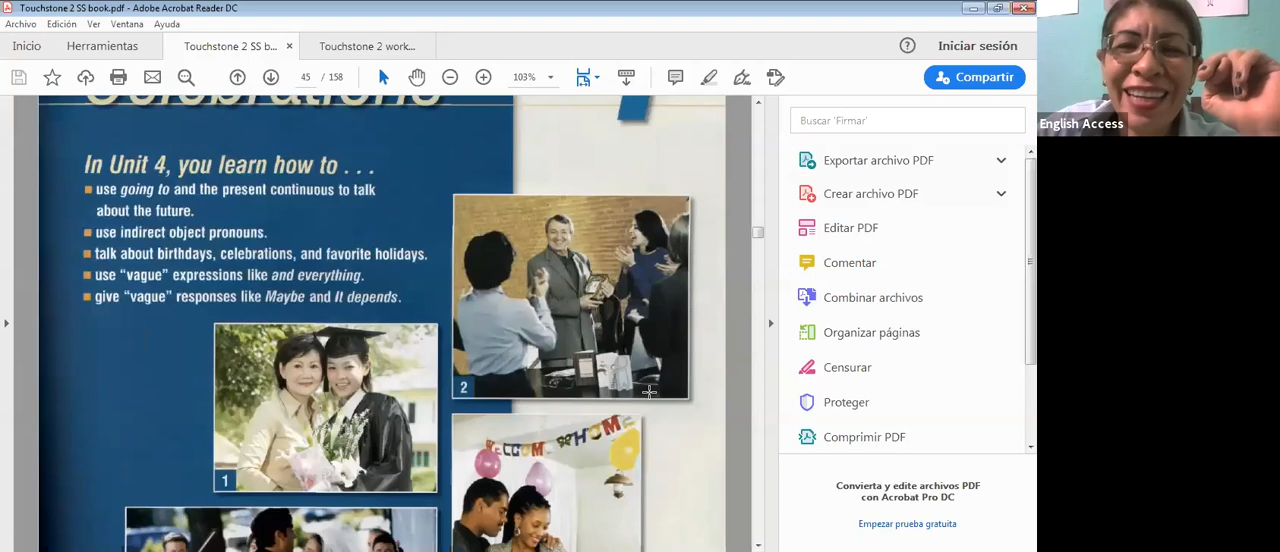 Touchstone 2 SS book.pdf - Adobe Acrobat Reader DC
Archivo Edición Ver Ventana Ayuda
Inicio Herramientas Touchstone 2 SS b... × Touchstone 2 work... ? Iniciar sesión
45 / 158 103% Compartir
Celebrations
In Unit 4, you learn how to . . .
■ use going to and the present continuous to talk
about the future.
■ use indirect object pronouns.
■ talk about birthdays, celebrations, and favorite holidays.
■ use “vague” expressions like and everything.
■ give “vague” responses like Maybe and It depends.
1
2
WELCOME HOME
Buscar 'Firmar'
Exportar archivo PDF
Crear archivo PDF
Editar PDF
Comentar
Combinar archivos
Organizar páginas
Censurar
Proteger
Comprimir PDF
Convierta y edite archivos PDF
con Acrobat Pro DC
Empezar prueba gratuita
English Access